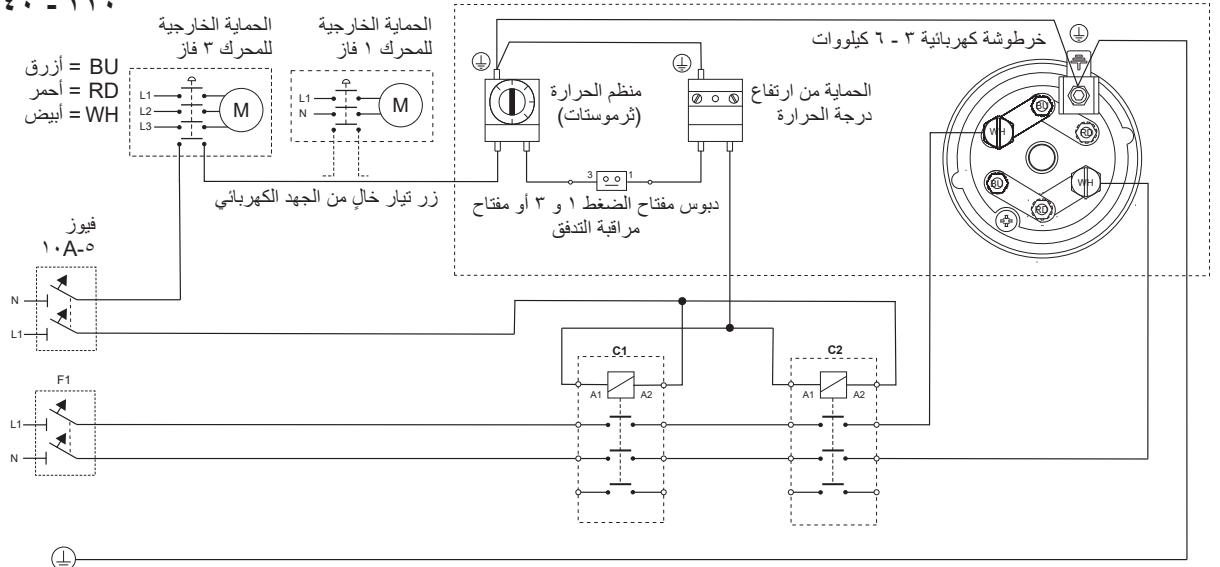 الحماية الخارجية
للمحرك ٣ فاز
الحماية الخارجية
للمحرك ١ فاز
BU = أزرق
RD = أحمر
WH = أبيض
L1
L2
L3
M
L1
N
M
زر تيار خالٍ من الجهد الكهربائي
منظم الحرارة
(ثرموستات)
الحماية من ارتفاع
درجة الحرارة
خرطوشة كهربائية ٣ - ٦ كيلووات
3
1
دبوس مفتاح الضغط ١ و ٣ أو مفتاح
مراقبة التدفق
BU
WH
RD
BU
WH
RD
فيوز
١٠A-٥
N
L1
F1
L1
N
C1
A1
A2
C2
A1
A2